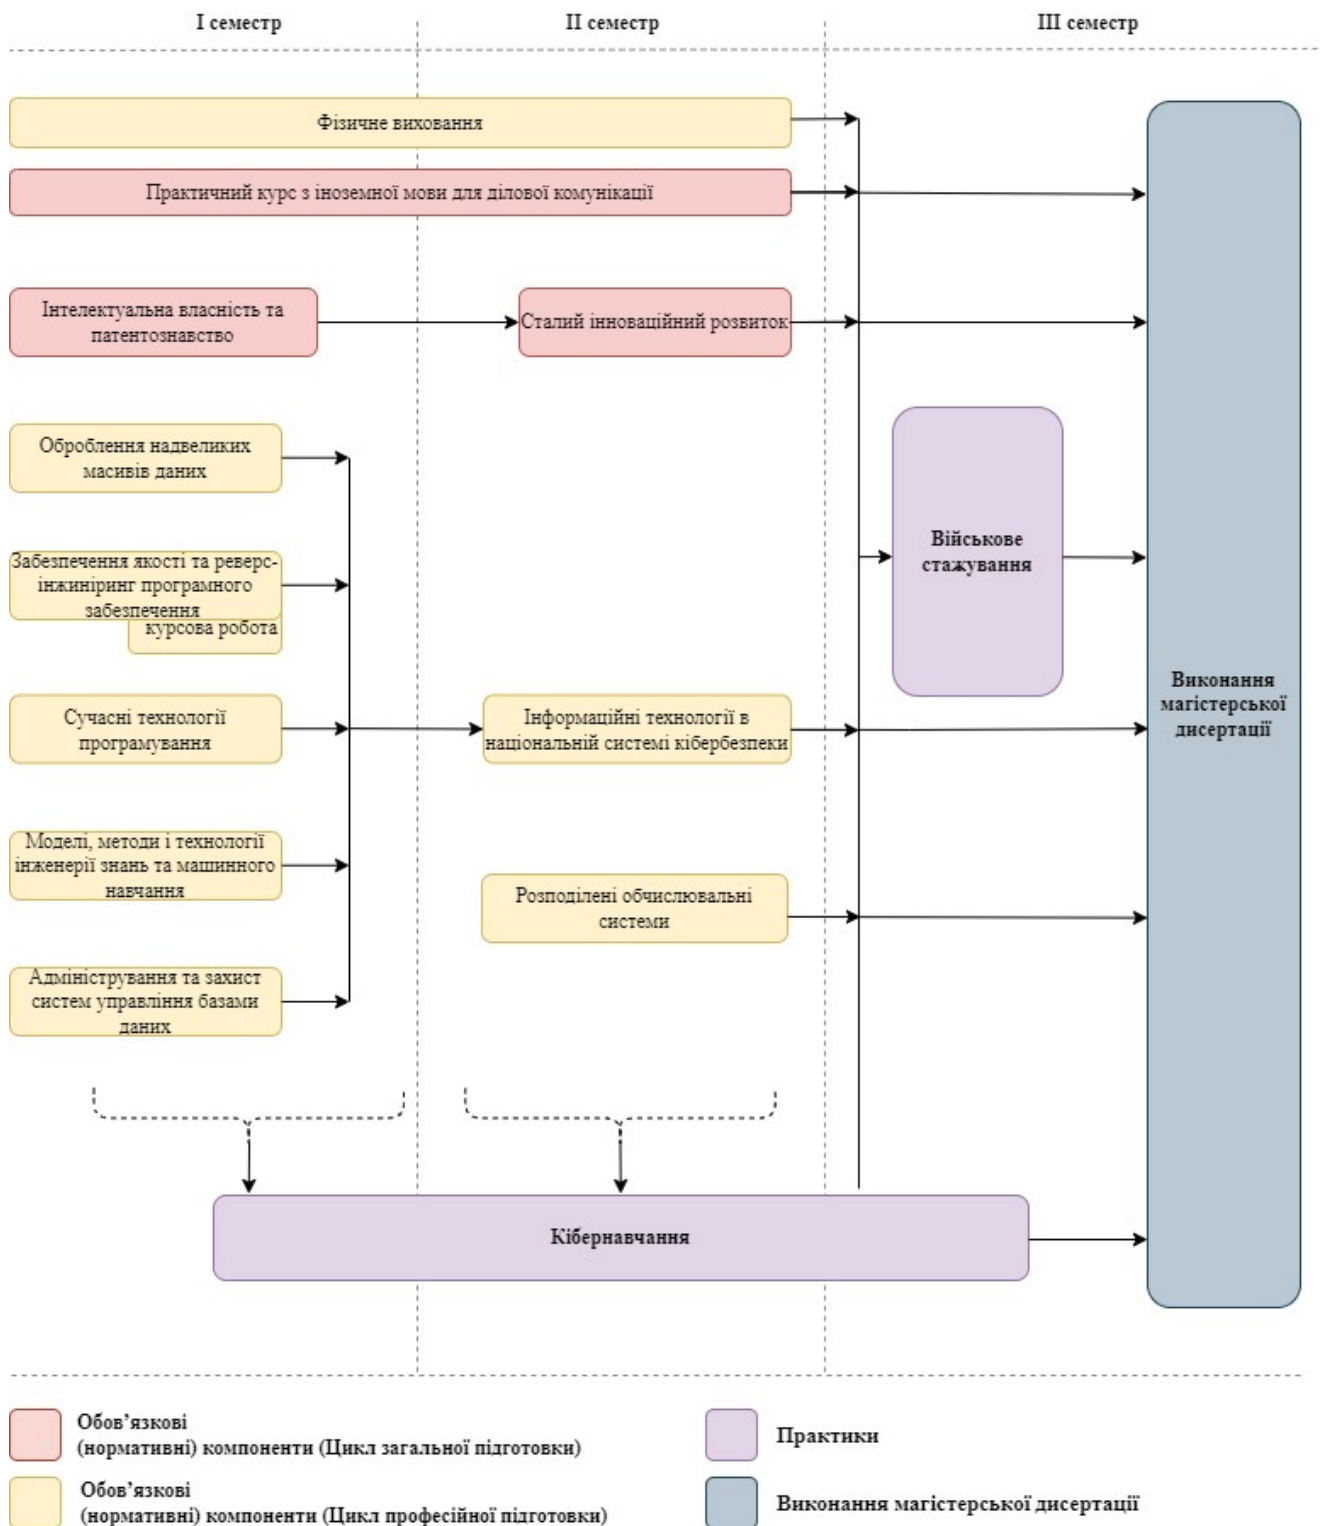 І семестр
ІІ семестр
ІІІ семестр
Фізичне виховання
Практичний курс з іноземної мови для ділової комунікації
Інтелектуальна власність та
патентознавство
Сталий інноваційний розвиток
Оброблення надвеликих
масивів даних
Забезпечення якості та реверс-
інжиніринг програмного
забезпечення
курсова робота
Військове
стажування
Виконання
магістерської
дисертації
Сучасні технології
програмування
Інформаційні технології в
національній системі кібербезпеки
Моделі, методи і технології
інженерії знань та машинного
навчання
Розподілені обчислювальні
системи
Адміністрування та захист
систем управління базами
даних
Кібернавчання
Обов’язкові
(нормативні) компоненти (Цикл загальної підготовки)
Практики
Обов’язкові
(нормативні) компоненти (Цикл професійної підготовки)
Виконання магістерської дисертації